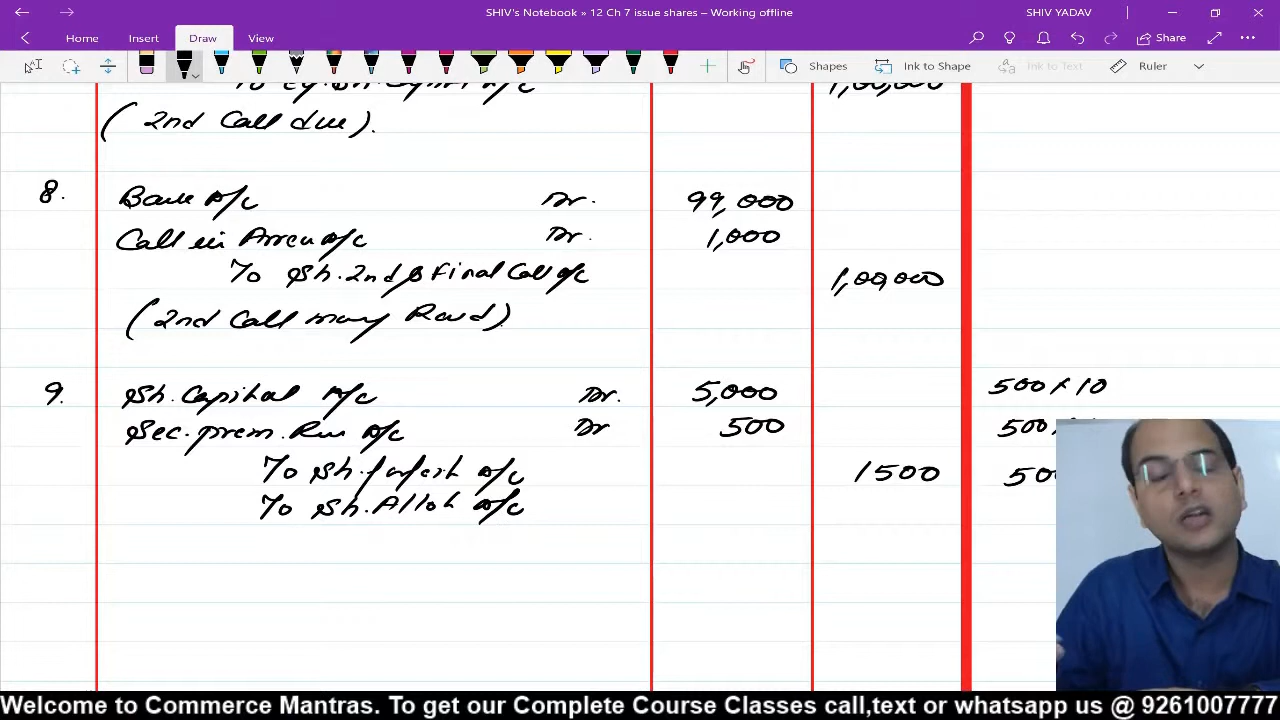 SHIV's Notebook » 12 Ch 7 issue shares – Working offline
SHIV YADAV
Home Insert Draw View
Share
Shapes Ink to Shape Ink to Text Ruler
1,00,000
(2nd Call due).
8. Bank A/c Dr. 99,000
Call in Arrear A/c Dr. 1,000
To Sh. 2nd & Final Call A/c 1,00,000
(2nd Call money Recd)
9. Sh. Capital A/c Dr. 5,000 500 × 10
Sec. prem. Res A/c Dr 500 500
To Sh. forfeit A/c 1500
To Sh. Allot A/c
Welcome to Commerce Mantras. To get our Complete Course Classes call,text or whatsapp us @ 9261007777